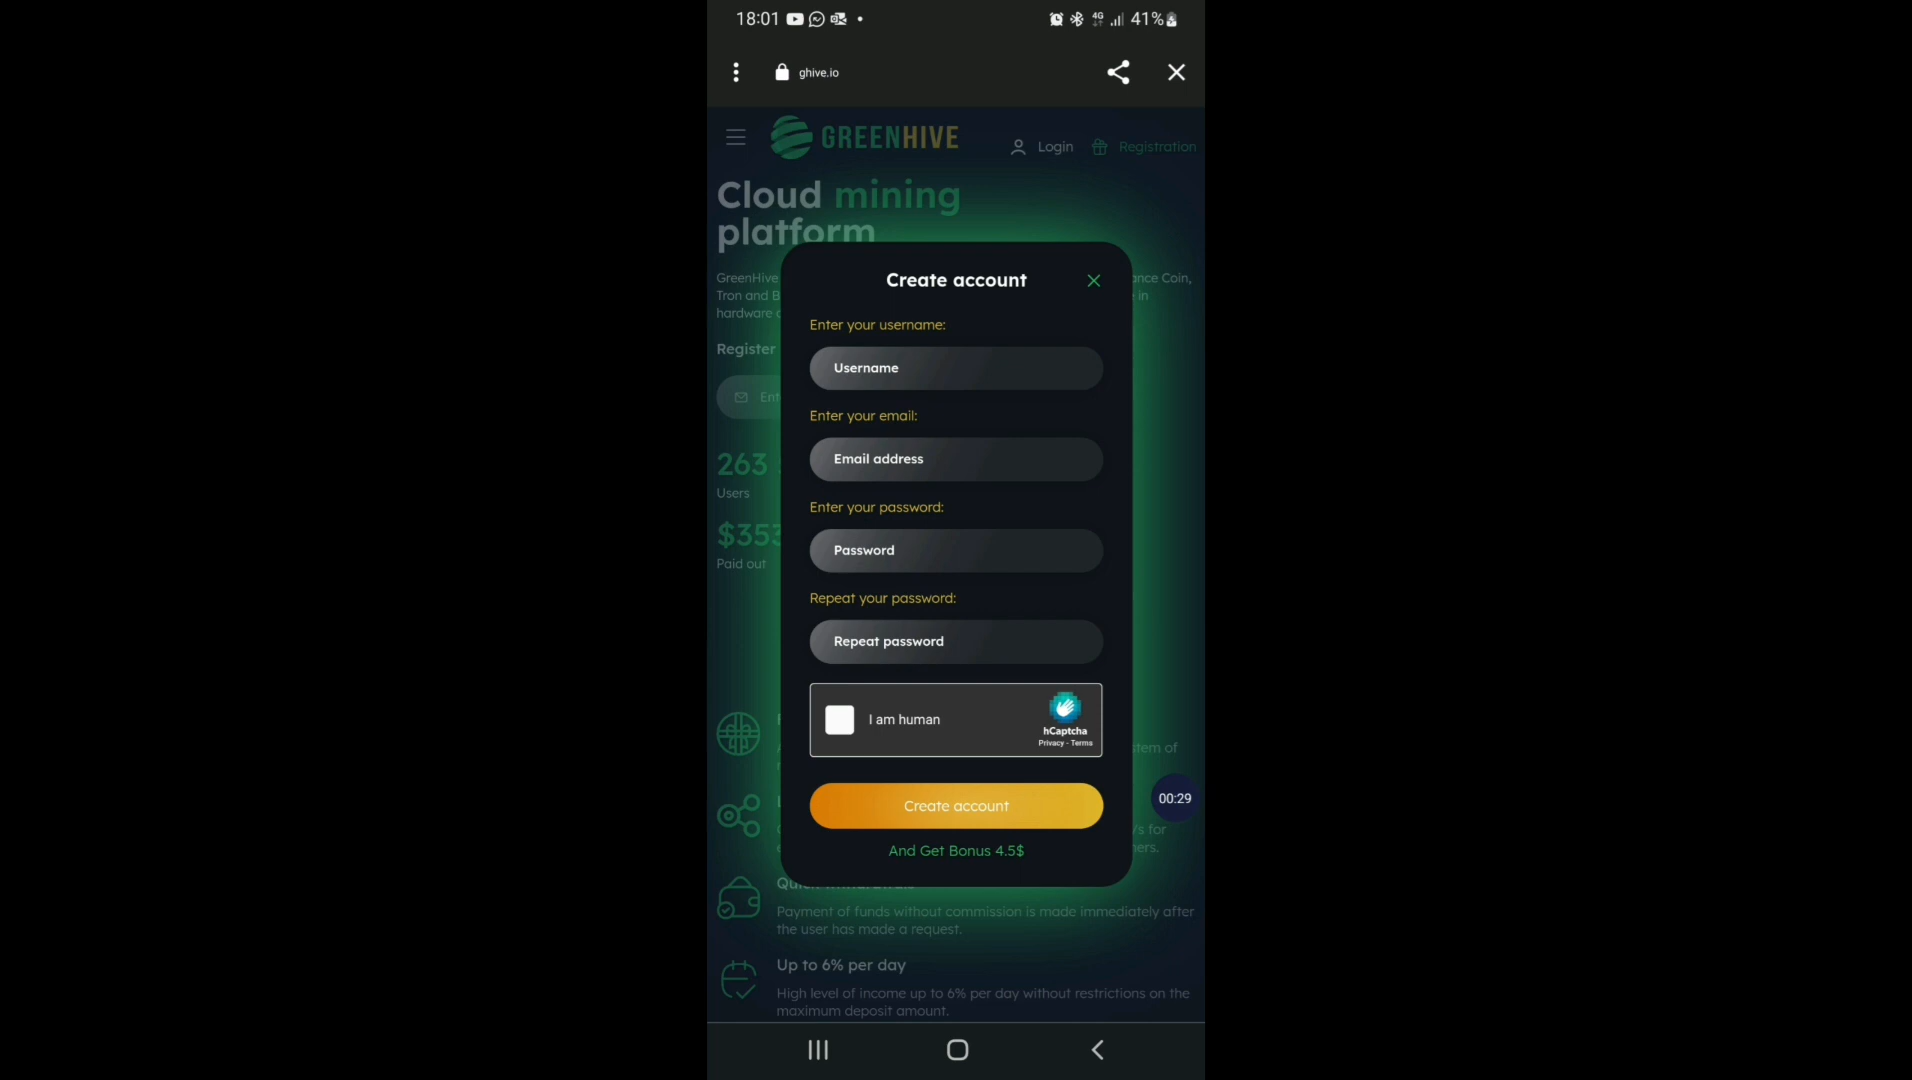 18:01
4G 41%
ghive.io
GREENHIVE Login Registration
Cloud mining
platform
GreenHive
Tron and B
hardware
Coin,
in
Register
263
Users
$353
Paid out
Create account
Enter your username:
Username
Enter your email:
Email address
Enter your password:
Password
Repeat your password:
Repeat password
I am human
hCaptcha
Privacy - Terms
Create account
And Get Bonus 4.5$
00:29
of
for
Payment of funds without commission is made immediately after
the user has made a request.
Up to 6% per day
High level of income up to 6% per day without restrictions on the
maximum deposit amount.